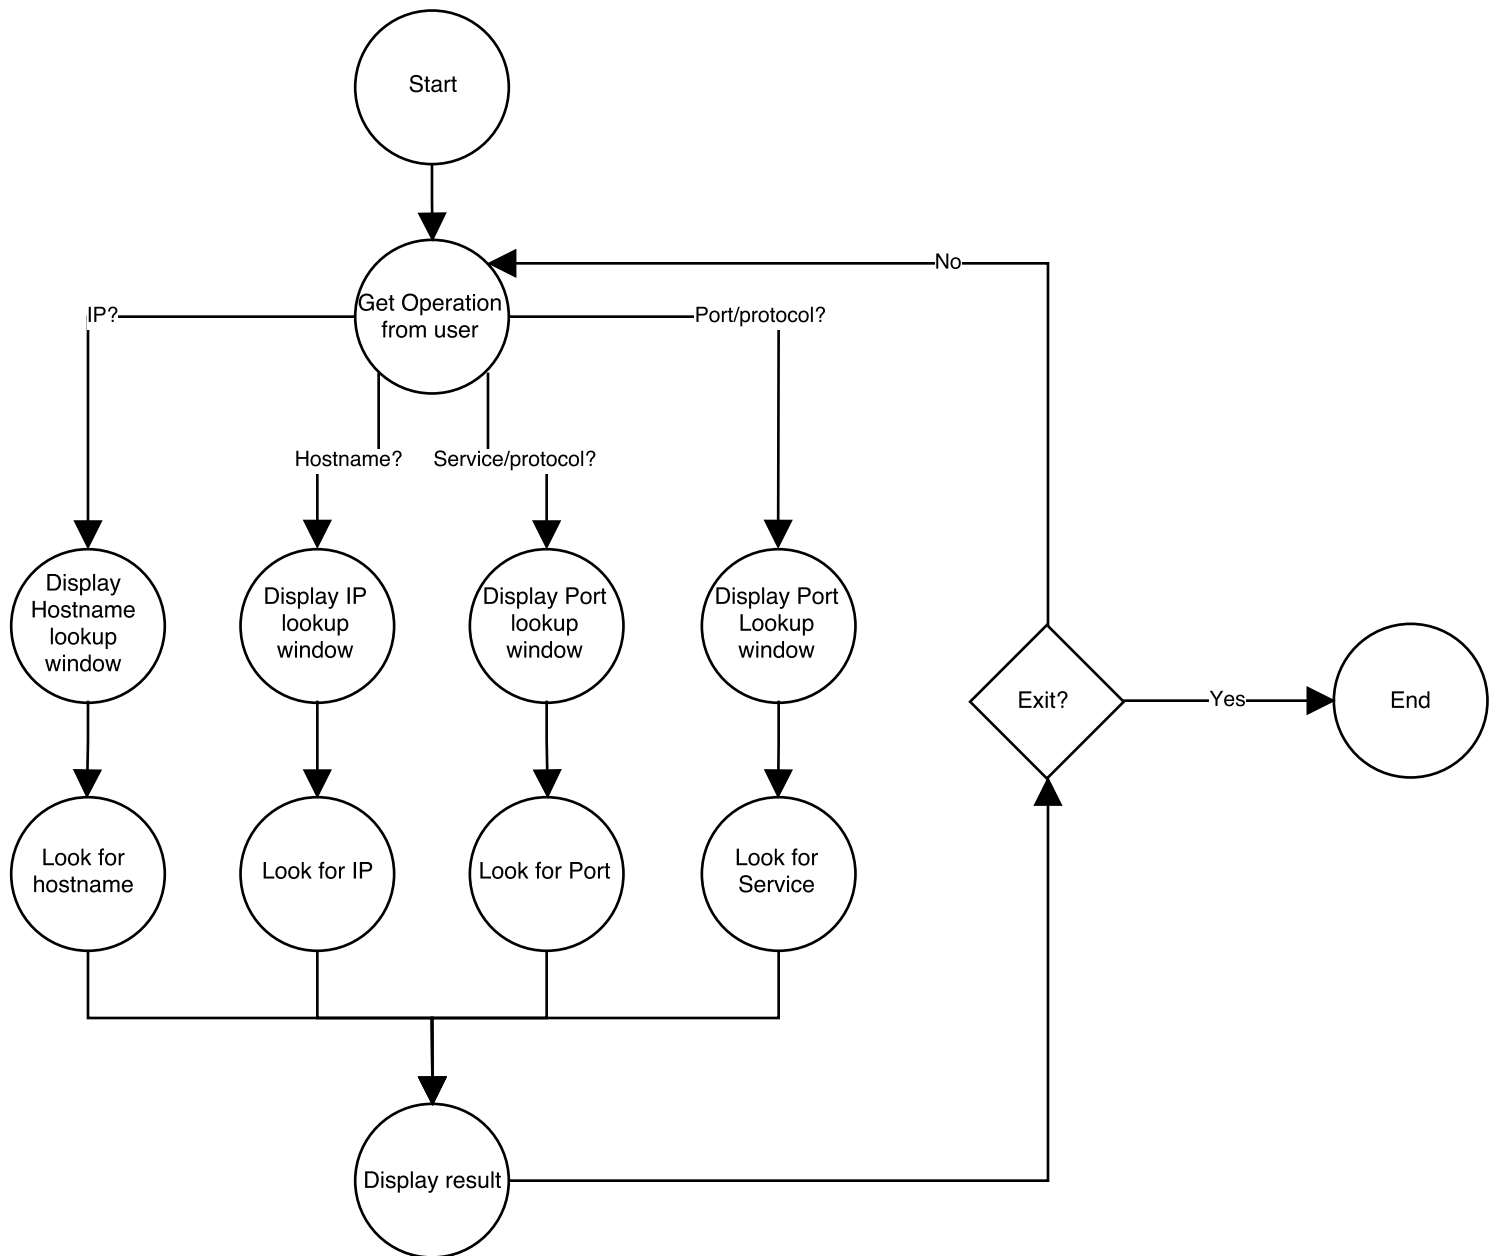 Start
No
Get Operation
from user
IP?
Port/protocol?
Hostname?
Service/protocol?
Display
Hostname
lookup
window
Display IP
lookup
window
Display Port
lookup
window
Display Port
Lookup
window
Exit?
Yes
End
Look for
hostname
Look for IP
Look for Port
Look for
Service
Display result